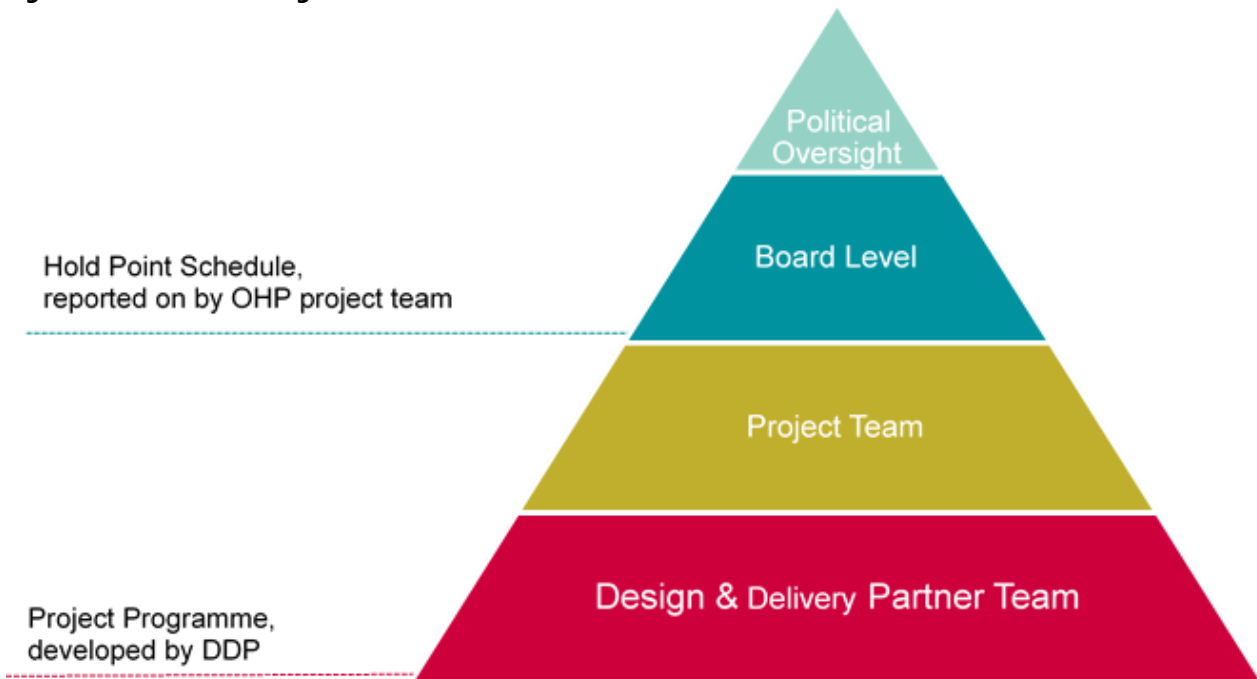 Political
Oversight
Board Level
Hold Point Schedule,
reported on by OHP project team
Project Team
Design & Delivery Partner Team
Project Programme,
developed by DDP